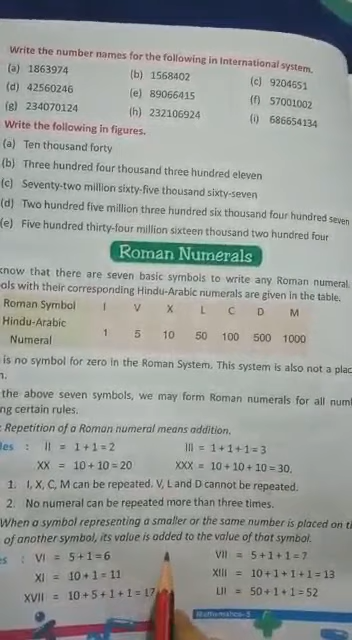 Write the number names for the following in International system.
(a) 1863974 (b) 1568402 (c) 9204651
(d) 42560246 (e) 89066415 (f) 57001002
(g) 234070124 (h) 232106924 (i) 686654134
Write the following in figures.
(a) Ten thousand forty
(b) Three hundred four thousand three hundred eleven
(c) Seventy-two million sixty-five thousand sixty-seven
(d) Two hundred five million three hundred six thousand four hundred seven
(e) Five hundred thirty-four million sixteen thousand two hundred four
Roman Numerals
know that there are seven basic symbols to write any Roman numeral.
ols with their corresponding Hindu-Arabic numerals are given in the table.
Roman Symbol I V X L C D M
Hindu-Arabic
Numeral 1 5 10 50 100 500 1000
is no symbol for zero in the Roman System. This system is also not a plac
n.
the above seven symbols, we may form Roman numerals for all num
ng certain rules.
: Repetition of a Roman numeral means addition.
les : II = 1 + 1 = 2 III = 1 + 1 + 1 = 3
XX = 10 + 10 = 20 XXX = 10 + 10 + 10 = 30.
1. I, X, C, M can be repeated. V, L and D cannot be repeated.
2. No numeral can be repeated more than three times.
When a symbol representing a smaller or the same number is placed on t
of another symbol, its value is added to the value of that symbol.
s : VI = 5 + 1 = 6 VII = 5 + 1 + 1 = 7
XI = 10 + 1 = 11 XIII = 10 + 1 + 1 + 1 = 13
XVII = 10 + 5 + 1 + 1 = 17 LII = 50 + 1 + 1 = 52
Mathematics-5